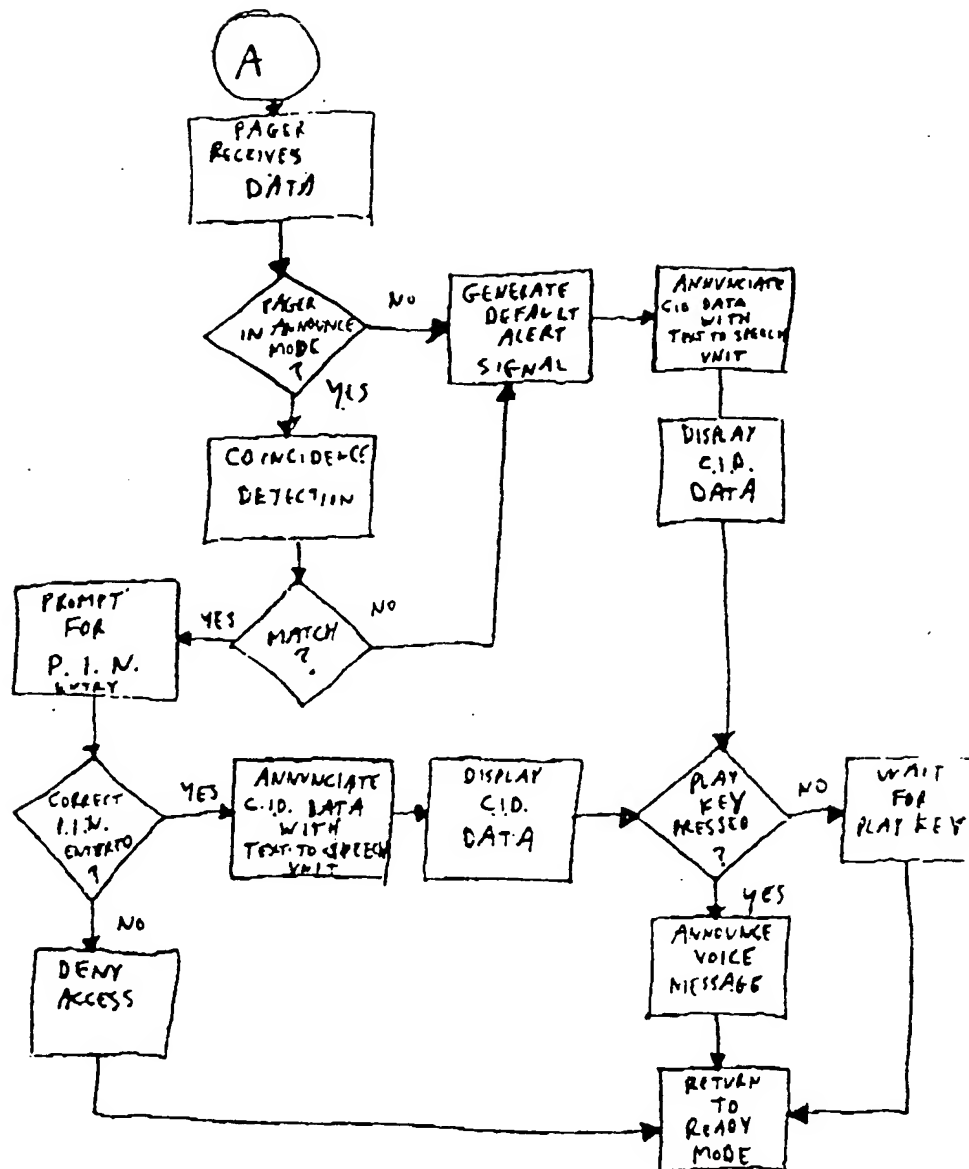 A
PAGER
RECEIVES
DATA
PAGER
IN ANNOUNCE
MODE
?
NO
YES
GENERATE
DEFAULT
ALERT
SIGNAL
ANNUNCIATE
C.I.D DATA
WITH
TEXT TO SPEECH
UNIT
COINCIDENCE
DETECTION
DISPLAY
C.I.D.
DATA
MATCH
?
YES
NO
PROMPT
FOR
P. I. N.
ENTRY
CORRECT
P.I.N.
ENTERED
?
YES
NO
ANNUNCIATE
C.I.D. DATA
WITH
TEXT-TO SPEECH
UNIT
DISPLAY
C.I.D.
DATA
PLAY
KEY
PRESSED
?
NO
YES
WAIT
FOR
PLAY KEY
DENY
ACCESS
ANNOUNCE
VOICE
MESSAGE
RETURN
TO
READY
MODE